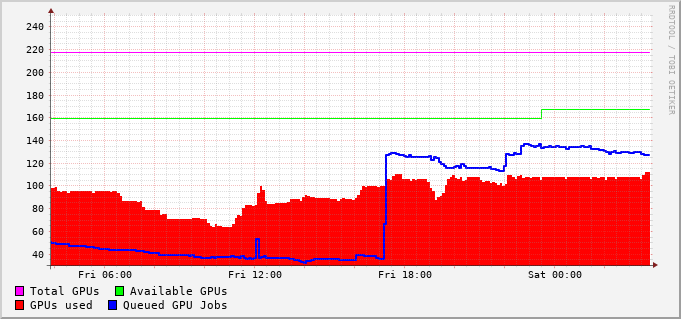 240
220
200
180
160
140
120
100
80
60
40
Fri 06:00 Fri 12:00 Fri 18:00 Sat 00:00
Total GPUs Available GPUs
GPUs used Queued GPU Jobs
RRDTOOL / TOBI OETIKER